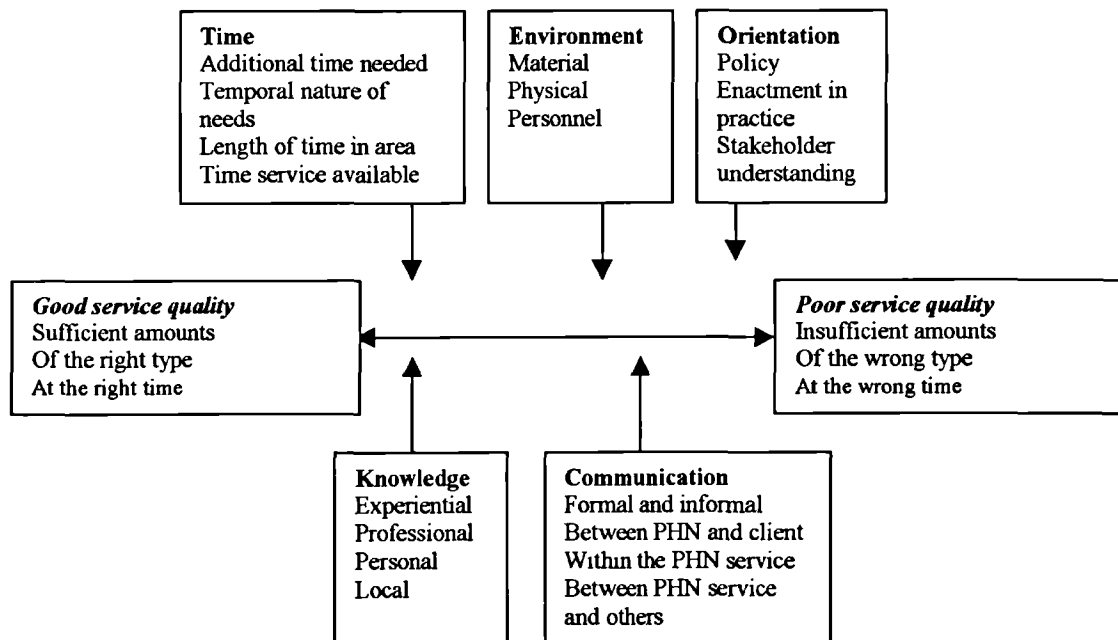 Time
Additional time needed
Temporal nature of
needs
Length of time in area
Time service available
Environment
Material
Physical
Personnel
Orientation
Policy
Enactment in
practice
Stakeholder
understanding
Good service quality
Sufficient amounts
Of the right type
At the right time
Poor service quality
Insufficient amounts
Of the wrong type
At the wrong time
Knowledge
Experiential
Professional
Personal
Local
Communication
Formal and informal
Between PHN and client
Within the PHN service
Between PHN service
and others